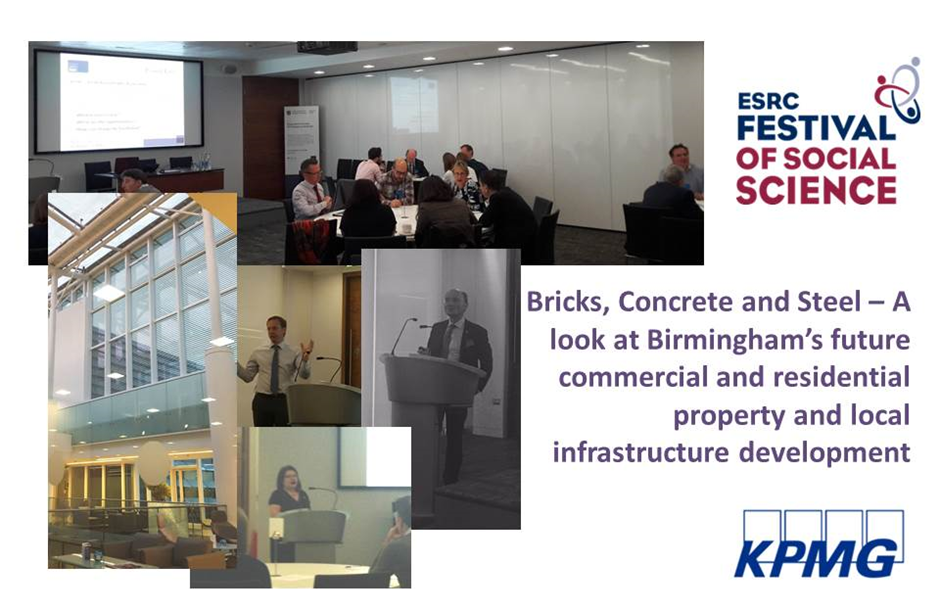 ESRC
FESTIVAL
OF SOCIAL
SCIENCE
Bricks, Concrete and Steel – A
look at Birmingham’s future
commercial and residential
property and local
infrastructure development
KPMG